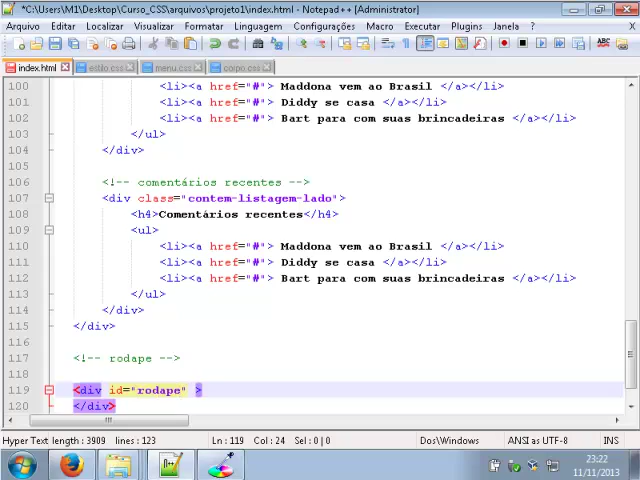 *C:\Users\M1\Desktop\Curso_CSS\arquivos\projeto1\index.html - Notepad++ [Administrator]
Arquivo Editar Localizar Visualizar Formatar Linguagem Configurações Macro Executar Plugins Janela ? X
index.html estilo.css menu.css corpo.css
100 <li><a href="#"> Maddona vem ao Brasil </a></li>
101 <li><a href="#"> Diddy se casa </a></li>
102 <li><a href="#"> Bart para com suas brincadeiras </a></li>
103 </ul>
104 </div>
105
106 <!-- comentários recentes -->
107 <div class="contem-listagem-lado">
108 <h4>Comentários recentes</h4>
109 <ul>
110 <li><a href="#"> Maddona vem ao Brasil </a></li>
111 <li><a href="#"> Diddy se casa </a></li>
112 <li><a href="#"> Bart para com suas brincadeiras </a></li>
113 </ul>
114 </div>
115 </div>
116
117 <!-- rodape -->
118
119 <div id="rodape" >
120 </div>
Hyper Text length : 3909 lines : 123 Ln : 119 Col : 24 Sel : 0 | 0 Dos\Windows ANSI as UTF-8 INS
23:22
11/11/2013